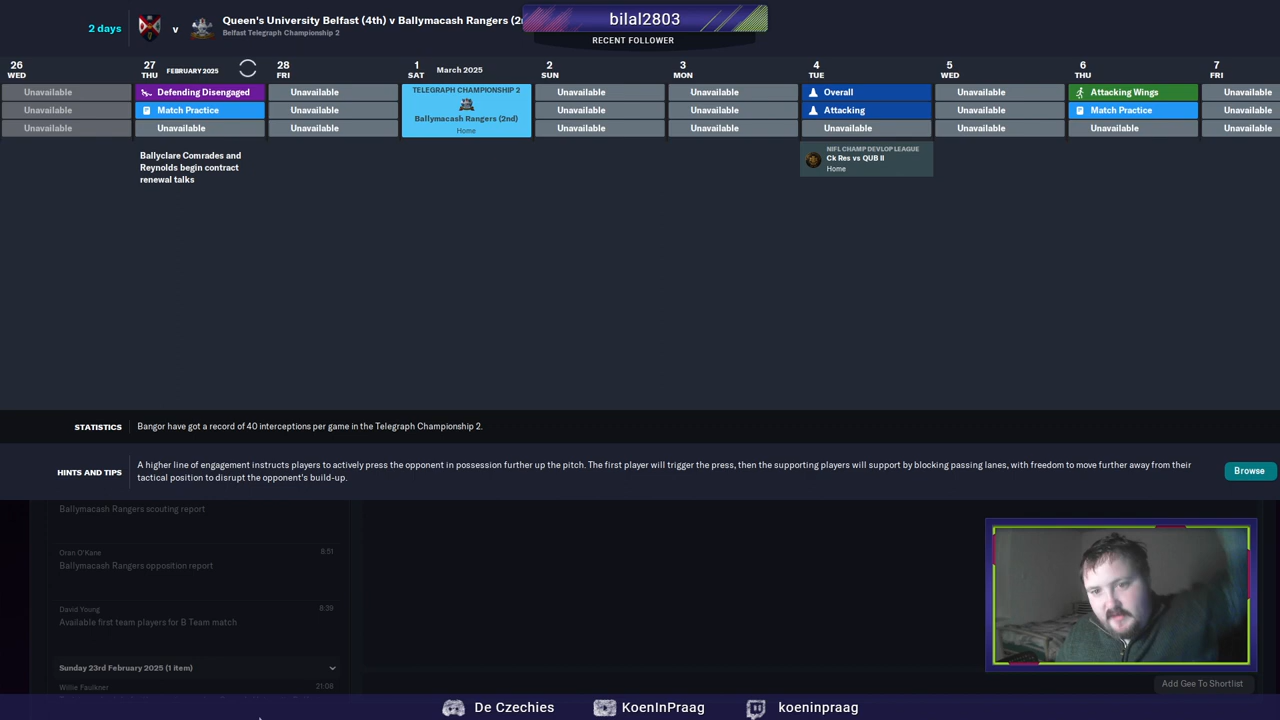 2 days
v
Queen's University Belfast (4th) v Ballymacash Rangers (2
Belfast Telegraph Championship 2
bilal2803
RECENT FOLLOWER
26
WED
27
THU
FEBRUARY 2025
28
FRI
1
SAT
March 2025
2
SUN
3
MON
4
TUE
5
WED
6
THU
7
FRI
Unavailable
Defending Disengaged
Unavailable
TELEGRAPH CHAMPIONSHIP 2
Unavailable
Unavailable
Overall
Unavailable
Attacking Wings
Unavailable
Unavailable
Match Practice
Unavailable
Unavailable
Unavailable
Attacking
Unavailable
Match Practice
Unavailable
Unavailable
Unavailable
Unavailable
Ballymacash Rangers (2nd)
Home
Unavailable
Unavailable
Unavailable
Unavailable
Unavailable
Unavailable
Ballyclare Comrades and
Reynolds begin contract
renewal talks
NIFL CHAMP DEVLOP LEAGUE
Ck Res vs QUB II
Home
STATISTICS
Bangor have got a record of 40 interceptions per game in the Telegraph Championship 2.
HINTS AND TIPS
A higher line of engagement instructs players to actively press the opponent in possession further up the pitch. The first player will trigger the press, then the supporting players will support by blocking passing lanes, with freedom to move further away from their
tactical position to disrupt the opponent's build-up.
Browse
Ballymacash Rangers scouting report
Oran O'Kane
8:51
Ballymacash Rangers opposition report
David Young
8:39
Available first team players for B Team match
Sunday 23rd February 2025 (1 item)
Willie Faulkner
21:08
Add Gee To Shortlist
De Czechies
KoenInPraag
koeninpraag